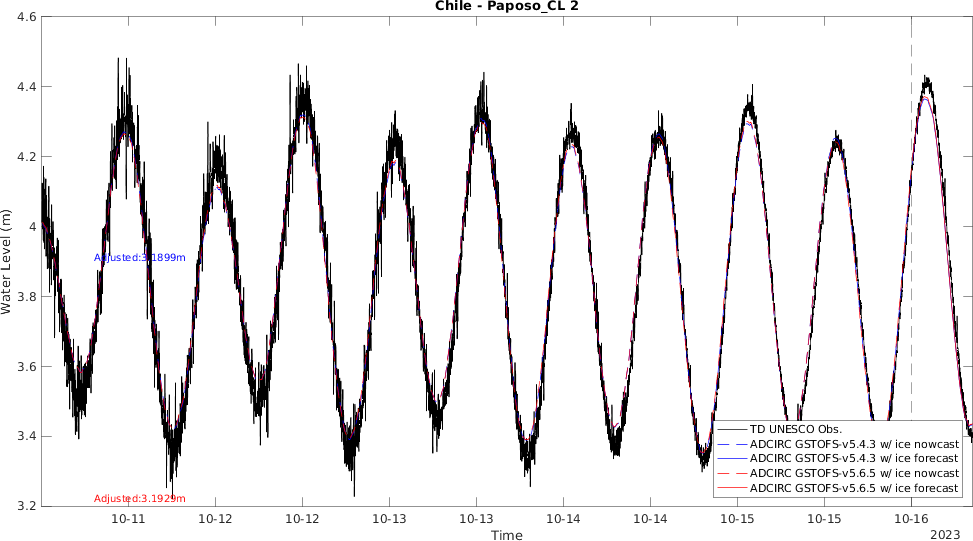 Chile - Paposo_CL 2
4.6
4.4
4.2
4
3.8
3.6
3.4
3.2
Water Level (m)
Adjusted:3.1899m
Adjusted:3.1929m
TD UNESCO Obs.
ADCIRC GSTOFS-v5.4.3 w/ ice nowcast
ADCIRC GSTOFS-v5.4.3 w/ ice forecast
ADCIRC GSTOFS-v5.6.5 w/ ice nowcast
ADCIRC GSTOFS-v5.6.5 w/ ice forecast
10-11 10-12 10-12 10-13 10-13 10-14 10-14 10-15 10-15 10-16
Time
2023